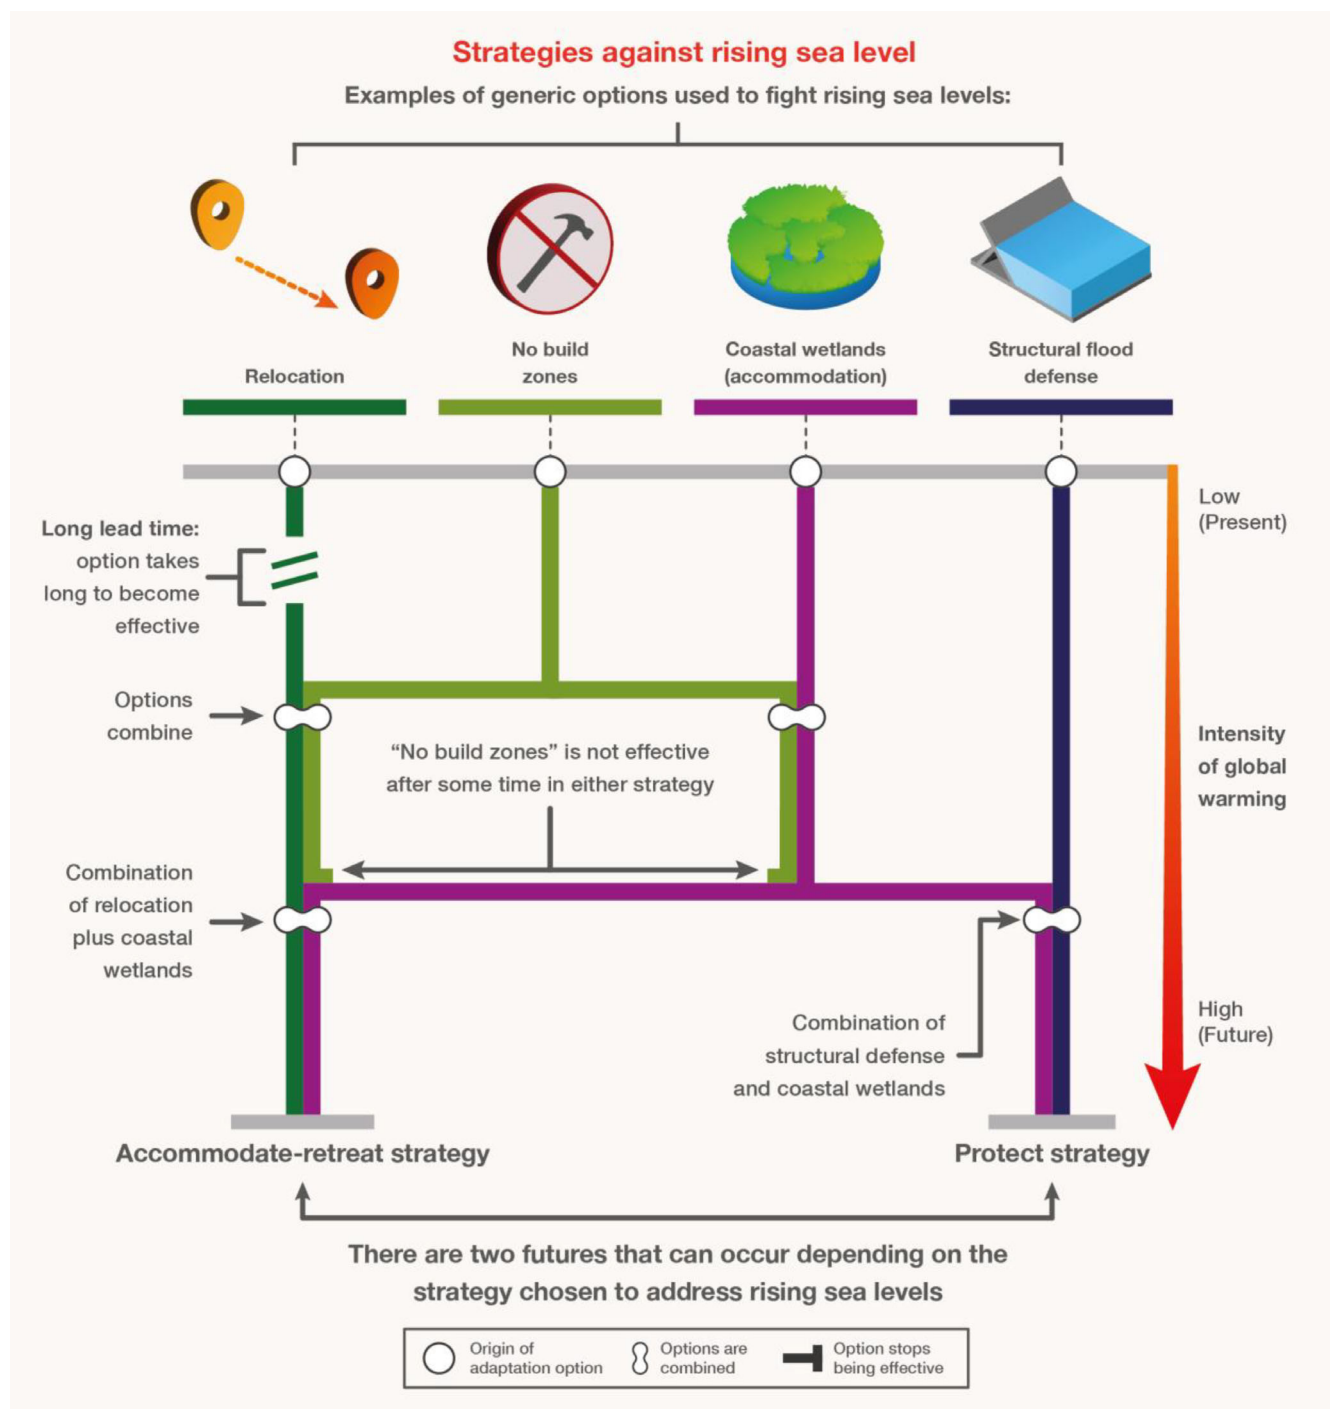 Strategies against rising sea level
Examples of generic options used to fight rising sea levels:
Relocation
No build
zones
Coastal wetlands
(accommodation)
Structural flood
defense
Low
(Present)
Long lead time:
option takes
long to become
effective
Options
combine
“No build zones” is not effective
after some time in either strategy
Intensity
of global
warming
Combination
of relocation
plus coastal
wetlands
Combination of
structural defense
and coastal wetlands
High
(Future)
Accommodate-retreat strategy
Protect strategy
There are two futures that can occur depending on the
strategy chosen to address rising sea levels
Origin of
adaptation option
Options are
combined
Option stops
being effective